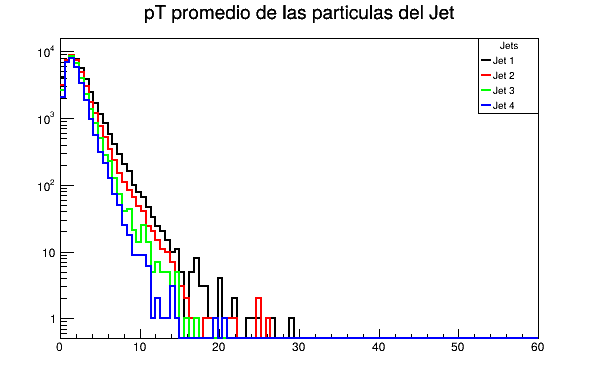 pT promedio de las particulas del Jet
Jets
Jet 1
Jet 2
Jet 3
Jet 4
10^4
10^3
10^2
10
1
0 10 20 30 40 50 60